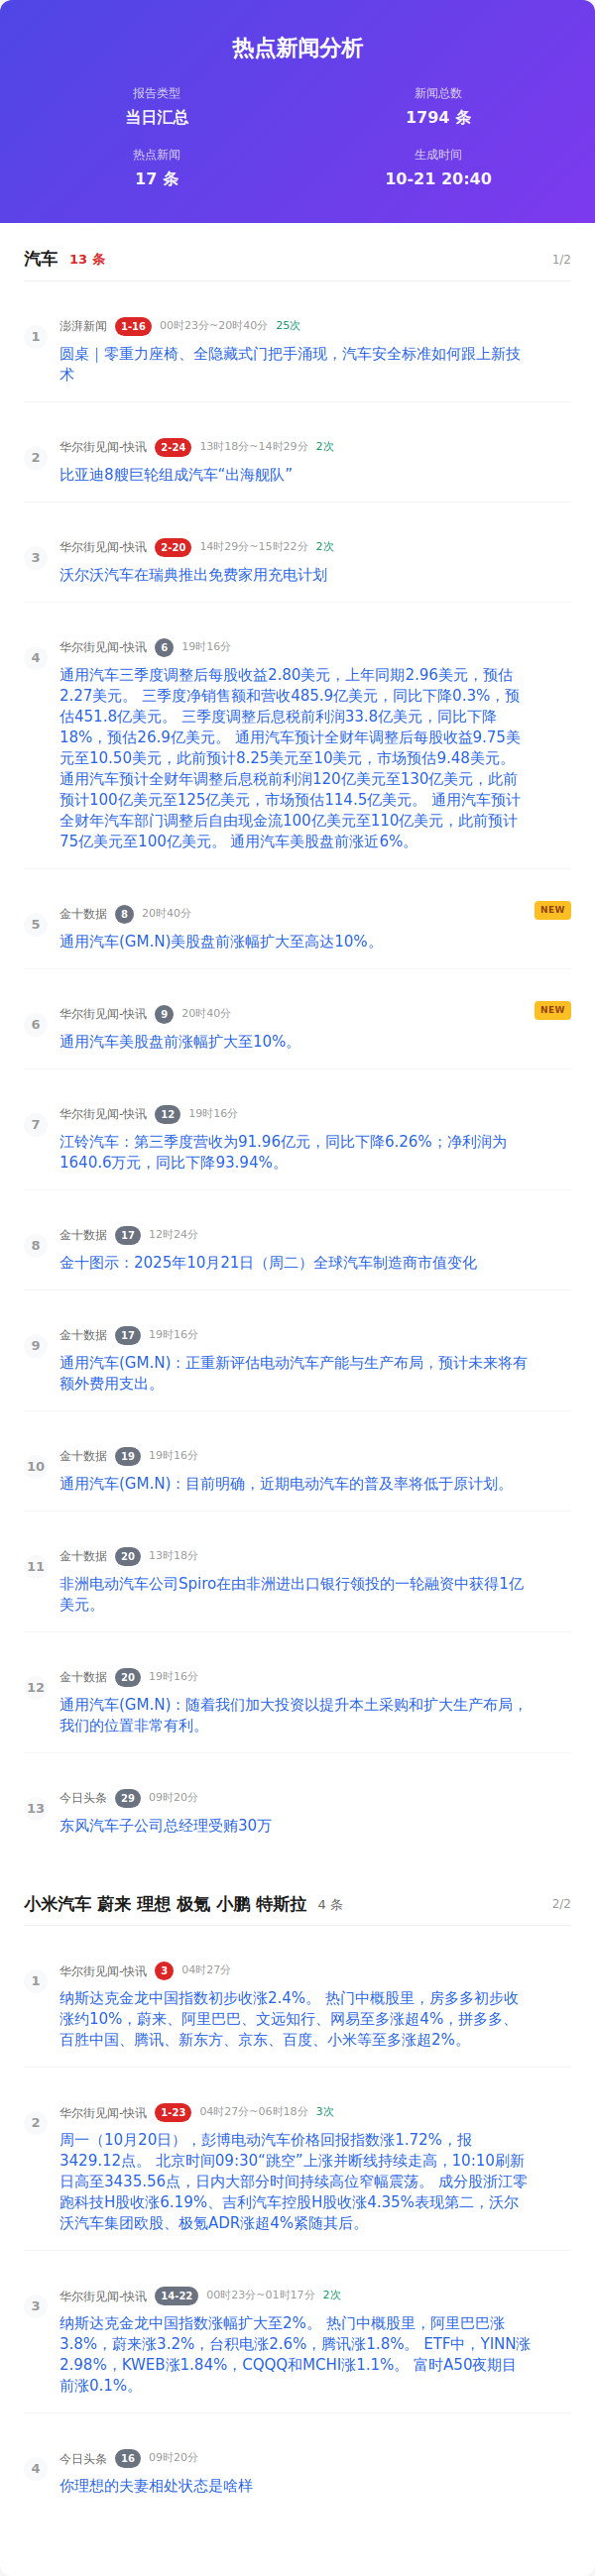 热点新闻分析
报告类型
当日汇总
新闻总数
1794 条
热点新闻
17 条
生成时间
10-21 20:40
汽车 13 条 1/2
1
澎湃新闻 1-16 00时23分~20时40分 25次
圆桌｜零重力座椅、全隐藏式门把手涌现，汽车安全标准如何跟上新技
术
2
华尔街见闻-快讯 2-24 13时18分~14时29分 2次
比亚迪8艘巨轮组成汽车“出海舰队”
3
华尔街见闻-快讯 2-20 14时29分~15时22分 2次
沃尔沃汽车在瑞典推出免费家用充电计划
4
华尔街见闻-快讯 6 19时16分
通用汽车三季度调整后每股收益2.80美元，上年同期2.96美元，预估
2.27美元。 三季度净销售额和营收485.9亿美元，同比下降0.3%，预
估451.8亿美元。 三季度调整后息税前利润33.8亿美元，同比下降
18%，预估26.9亿美元。 通用汽车预计全财年调整后每股收益9.75美
元至10.50美元，此前预计8.25美元至10美元，市场预估9.48美元。
通用汽车预计全财年调整后息税前利润120亿美元至130亿美元，此前
预计100亿美元至125亿美元，市场预估114.5亿美元。 通用汽车预计
全财年汽车部门调整后自由现金流100亿美元至110亿美元，此前预计
75亿美元至100亿美元。 通用汽车美股盘前涨近6%。
5
金十数据 8 20时40分 NEW
通用汽车(GM.N)美股盘前涨幅扩大至高达10%。
6
华尔街见闻-快讯 9 20时40分 NEW
通用汽车美股盘前涨幅扩大至10%。
7
华尔街见闻-快讯 12 19时16分
江铃汽车：第三季度营收为91.96亿元，同比下降6.26%；净利润为
1640.6万元，同比下降93.94%。
8
金十数据 17 12时24分
金十图示：2025年10月21日（周二）全球汽车制造商市值变化
9
金十数据 17 19时16分
通用汽车(GM.N)：正重新评估电动汽车产能与生产布局，预计未来将有
额外费用支出。
10
金十数据 19 19时16分
通用汽车(GM.N)：目前明确，近期电动汽车的普及率将低于原计划。
11
金十数据 20 13时18分
非洲电动汽车公司Spiro在由非洲进出口银行领投的一轮融资中获得1亿
美元。
12
金十数据 20 19时16分
通用汽车(GM.N)：随着我们加大投资以提升本土采购和扩大生产布局，
我们的位置非常有利。
13
今日头条 29 09时20分
东风汽车子公司总经理受贿30万
小米汽车 蔚来 理想 极氪 小鹏 特斯拉 4 条 2/2
1
华尔街见闻-快讯 3 04时27分
纳斯达克金龙中国指数初步收涨2.4%。 热门中概股里，房多多初步收
涨约10%，蔚来、阿里巴巴、文远知行、网易至多涨超4%，拼多多、
百胜中国、腾讯、新东方、京东、百度、小米等至多涨超2%。
2
华尔街见闻-快讯 1-23 04时27分~06时18分 3次
周一（10月20日），彭博电动汽车价格回报指数涨1.72%，报
3429.12点。 北京时间09:30“跳空”上涨并断线持续走高，10:10刷新
日高至3435.56点，日内大部分时间持续高位窄幅震荡。 成分股浙江零
跑科技H股收涨6.19%、吉利汽车控股H股收涨4.35%表现第二，沃尔
沃汽车集团欧股、极氪ADR涨超4%紧随其后。
3
华尔街见闻-快讯 14-22 00时23分~01时17分 2次
纳斯达克金龙中国指数涨幅扩大至2%。 热门中概股里，阿里巴巴涨
3.8%，蔚来涨3.2%，台积电涨2.6%，腾讯涨1.8%。 ETF中，YINN涨
2.98%，KWEB涨1.84%，CQQQ和MCHI涨1.1%。 富时A50夜期目
前涨0.1%。
4
今日头条 16 09时20分
你理想的夫妻相处状态是啥样